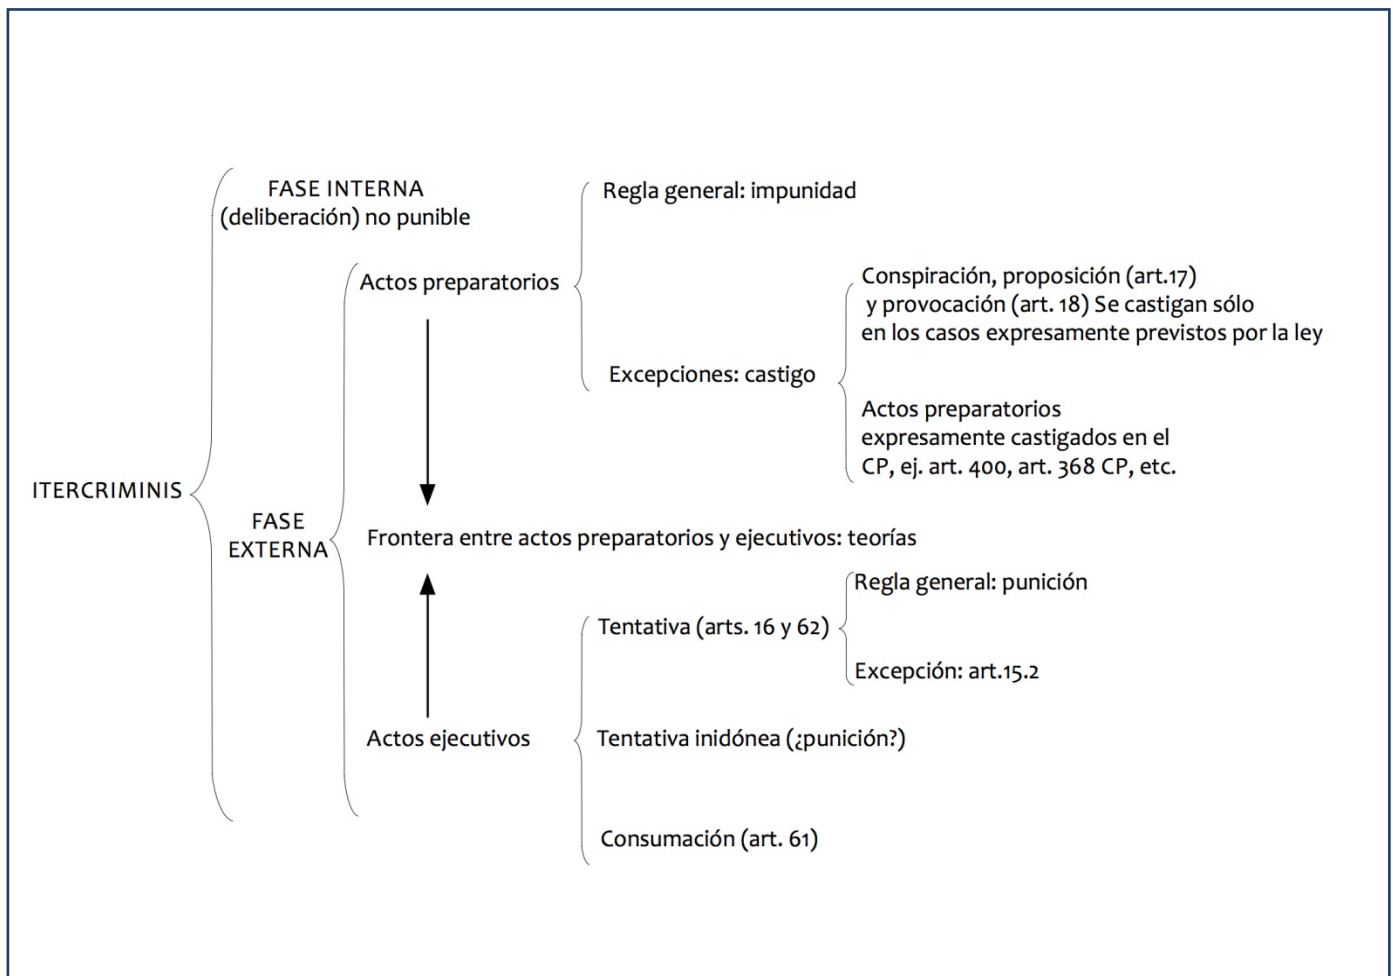 FASE INTERNA
(deliberación) no punible
Regla general: impunidad
Actos preparatorios
Conspiración, proposición (art.17)
y provocación (art. 18) Se castigan sólo
en los casos expresamente previstos por la ley
Excepciones: castigo
Actos preparatorios
expresamente castigados en el
CP, ej. art. 400, art. 368 CP, etc.
ITERCRIMINIS
FASE
EXTERNA
Frontera entre actos preparatorios y ejecutivos: teorías
Regla general: punición
Tentativa (arts. 16 y 62)
Excepción: art.15.2
Actos ejecutivos
Tentativa inidónea (¿punición?)
Consumación (art. 61)